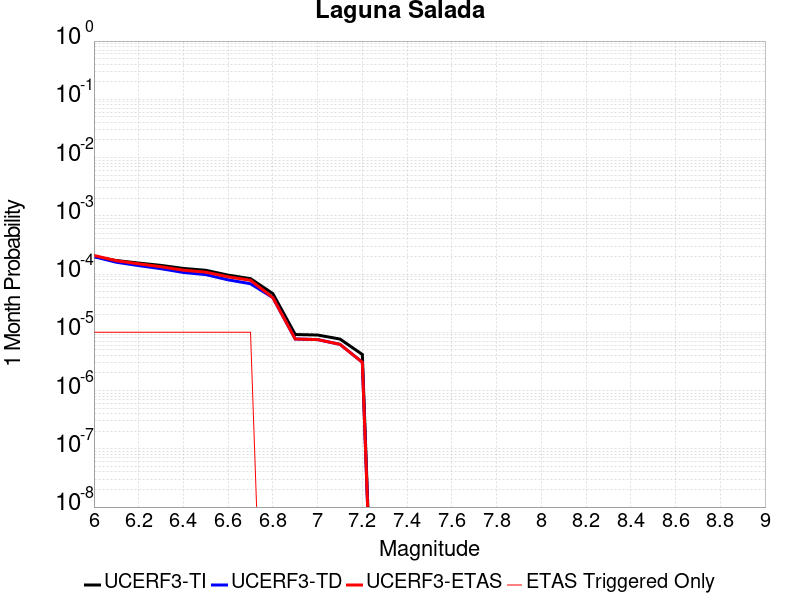 Laguna Salada
10 0
10 -1
10 -2
10 -3
10 -4
10 -5
10 -6
10 -7
10 -8
1 Month Probability
6 6.2 6.4 6.6 6.8 7 7.2 7.4 7.6 7.8 8 8.2 8.4 8.6 8.8 9
Magnitude
UCERF3-TI UCERF3-TD UCERF3-ETAS ETAS Triggered Only